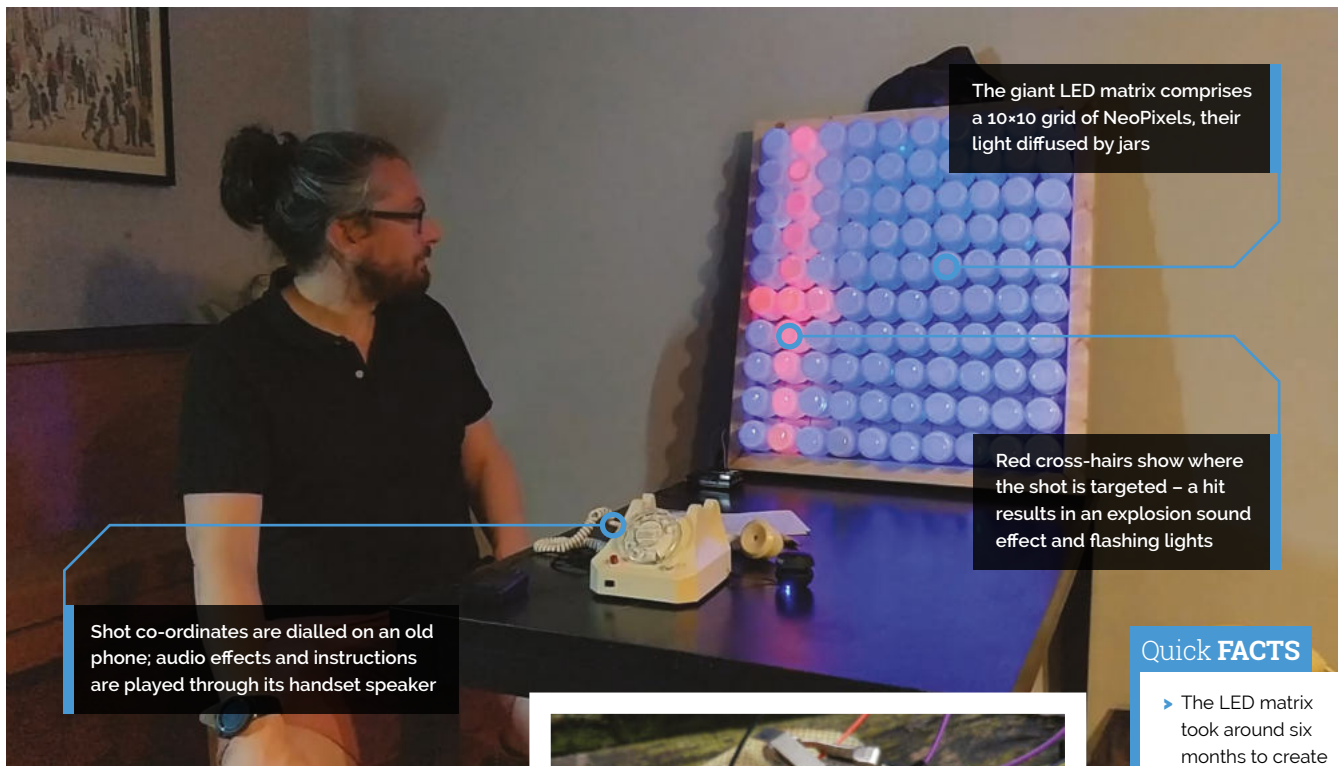 The giant LED matrix comprises
a 10×10 grid of NeoPixels, their
light diffused by jars
Red cross-hairs show where
the shot is targeted – a hit
results in an explosion sound
effect and flashing lights
Shot co-ordinates are dialled on an old
phone; audio effects and instructions
are played through its handset speaker
Quick FACTS
> The LED matrix
took around six
months to create